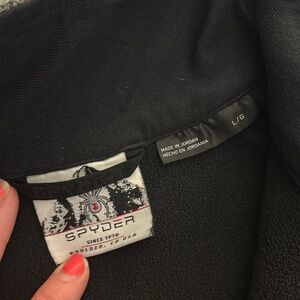 MADE IN JORDAN
HECHO EN JORDANIA
L/G
SPYDER
SINCE 1978
BOULDER, CO USA